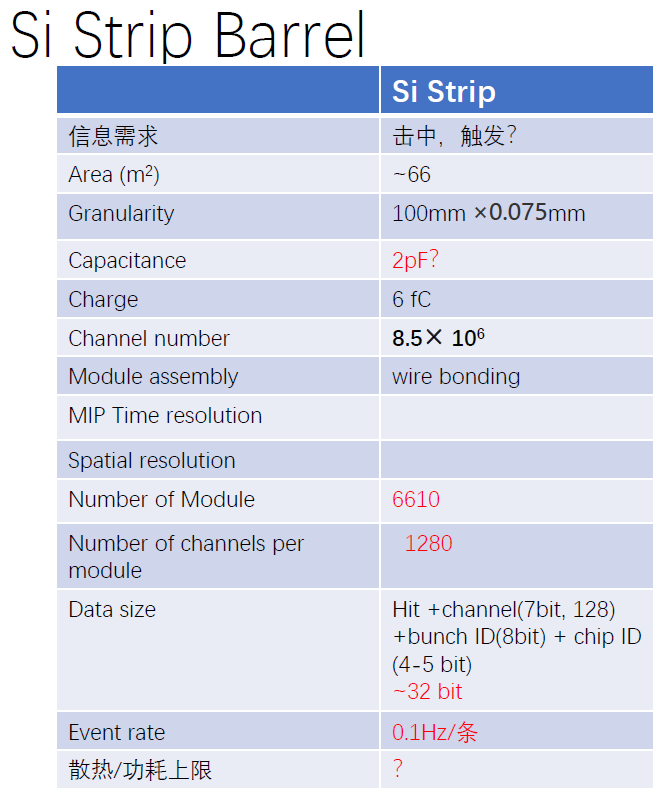 Si Strip Barrel
Si Strip
信息需求
击中，触发？
Area (m²)
~66
Granularity
100mm ×0.075mm
Capacitance
2pF？
Charge
6 fC
Channel number
8.5× 10⁶
Module assembly
wire bonding
MIP Time resolution
Spatial resolution
Number of Module
6610
Number of channels per
module
1280
Data size
Hit +channel(7bit, 128)
+bunch ID(8bit) + chip ID
(4-5 bit)
~32 bit
Event rate
0.1Hz/条
散热/功耗上限
？